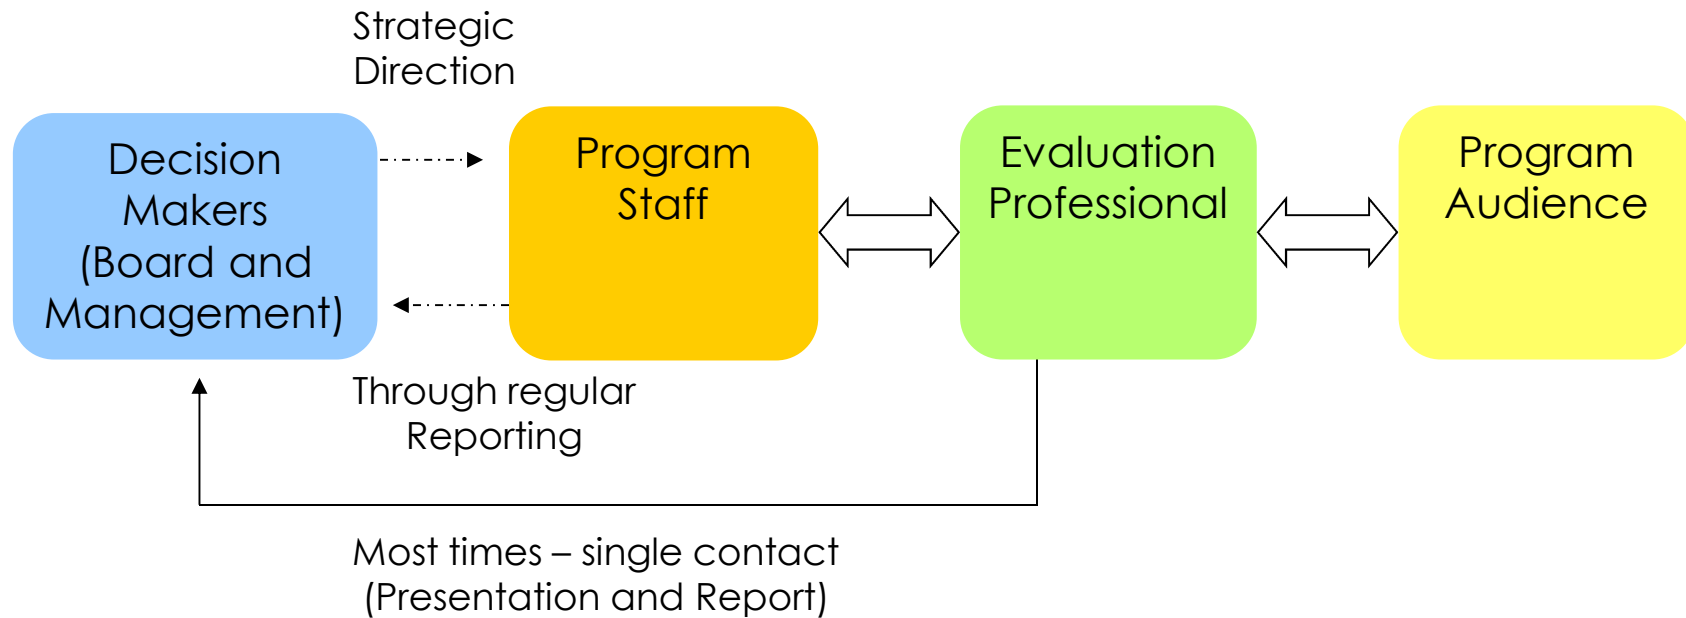 Strategic
Direction
Decision
Makers
(Board and
Management)
Program
Staff
Evaluation
Professional
Program
Audience
Through regular
Reporting
Most times – single contact
(Presentation and Report)